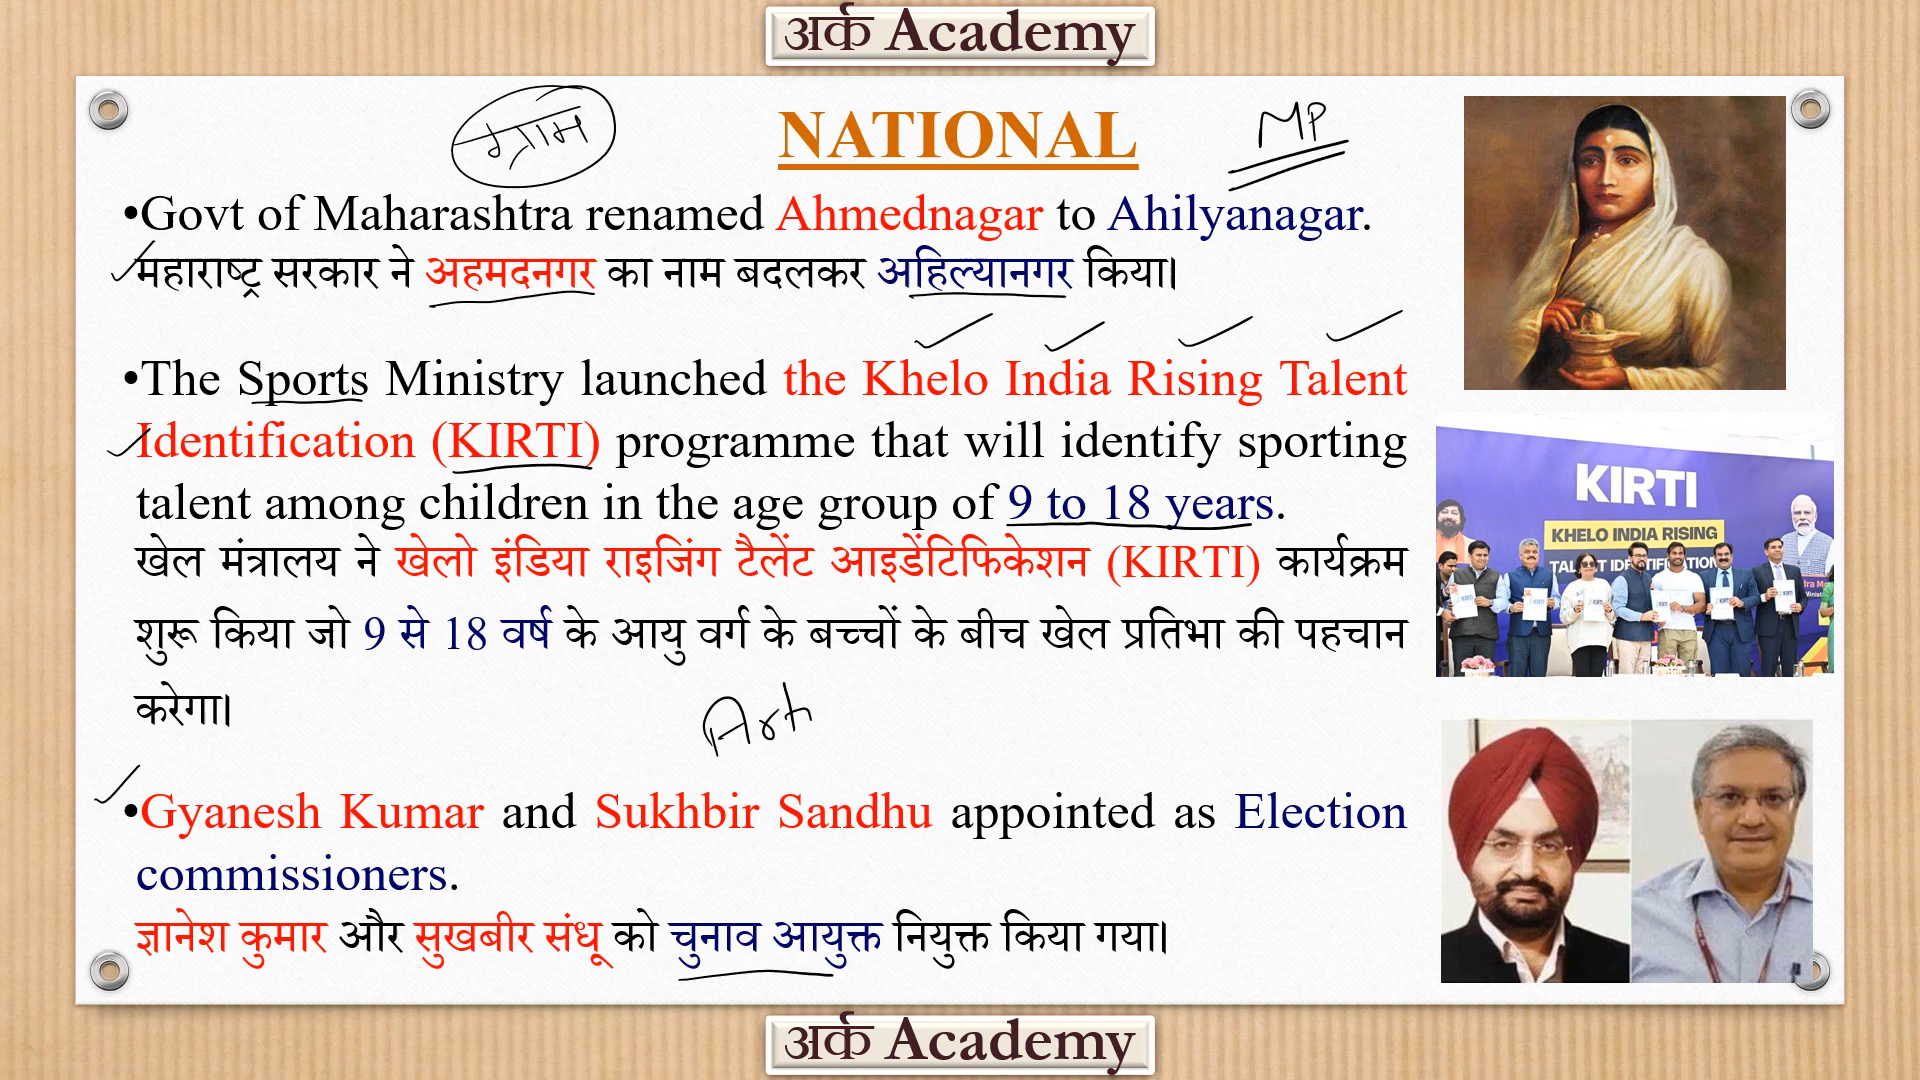 अर्क Academy
ग्राम
NATIONAL
MP
•Govt of Maharashtra renamed Ahmednagar to Ahilyanagar.
महाराष्ट्र सरकार ने अहमदनगर का नाम बदलकर अहिल्यानगर किया।
•The Sports Ministry launched the Khelo India Rising Talent
Identification (KIRTI) programme that will identify sporting
talent among children in the age group of 9 to 18 years.
खेल मंत्रालय ने खेलो इंडिया राइजिंग टैलेंट आइडेंटिफिकेशन (KIRTI) कार्यक्रम
शुरू किया जो 9 से 18 वर्ष के आयु वर्ग के बच्चों के बीच खेल प्रतिभा की पहचान
करेगा।
KIRTI
KHELO INDIA RISING
TALENT IDENTIFICATION
•Gyanesh Kumar and Sukhbir Sandhu appointed as Election
commissioners.
ज्ञानेश कुमार और सुखबीर संधू को चुनाव आयुक्त नियुक्त किया गया।
अर्क Academy